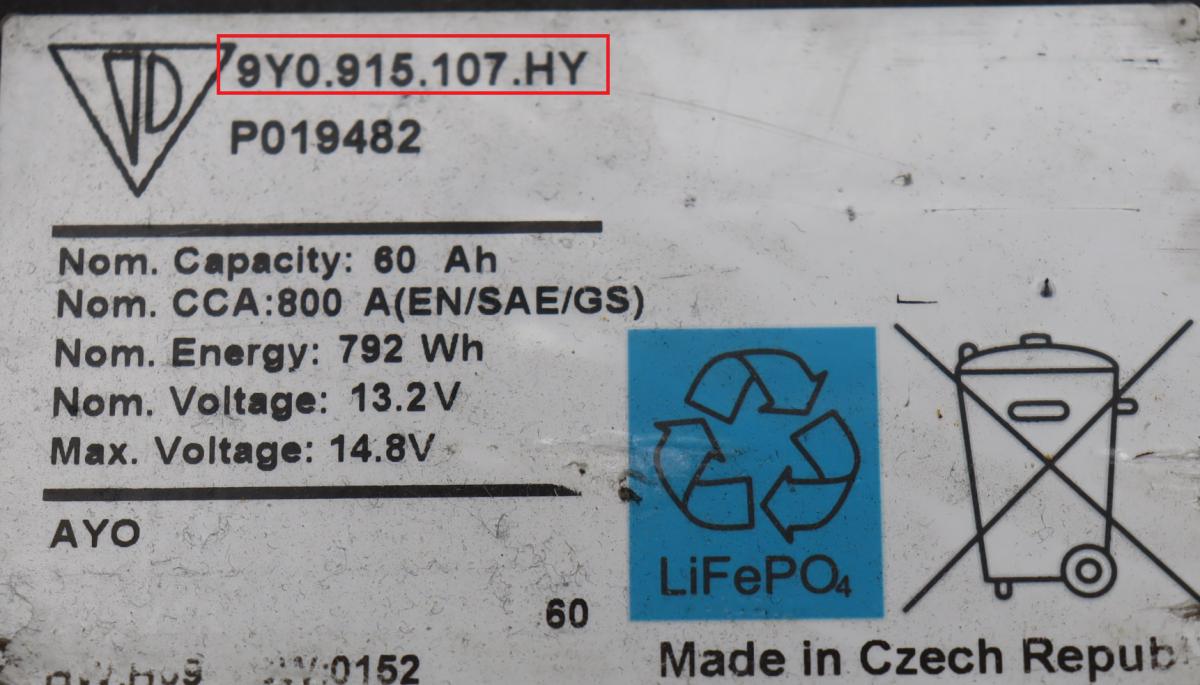 9Y0.915.107.HY
P019482
Nom. Capacity: 60 Ah
Nom. CCA:800 A(EN/SAE/GS)
Nom. Energy: 792 Wh
Nom. Voltage: 13.2V
Max. Voltage: 14.8V
AYO
LiFePO4
60
:0152
Made in Czech